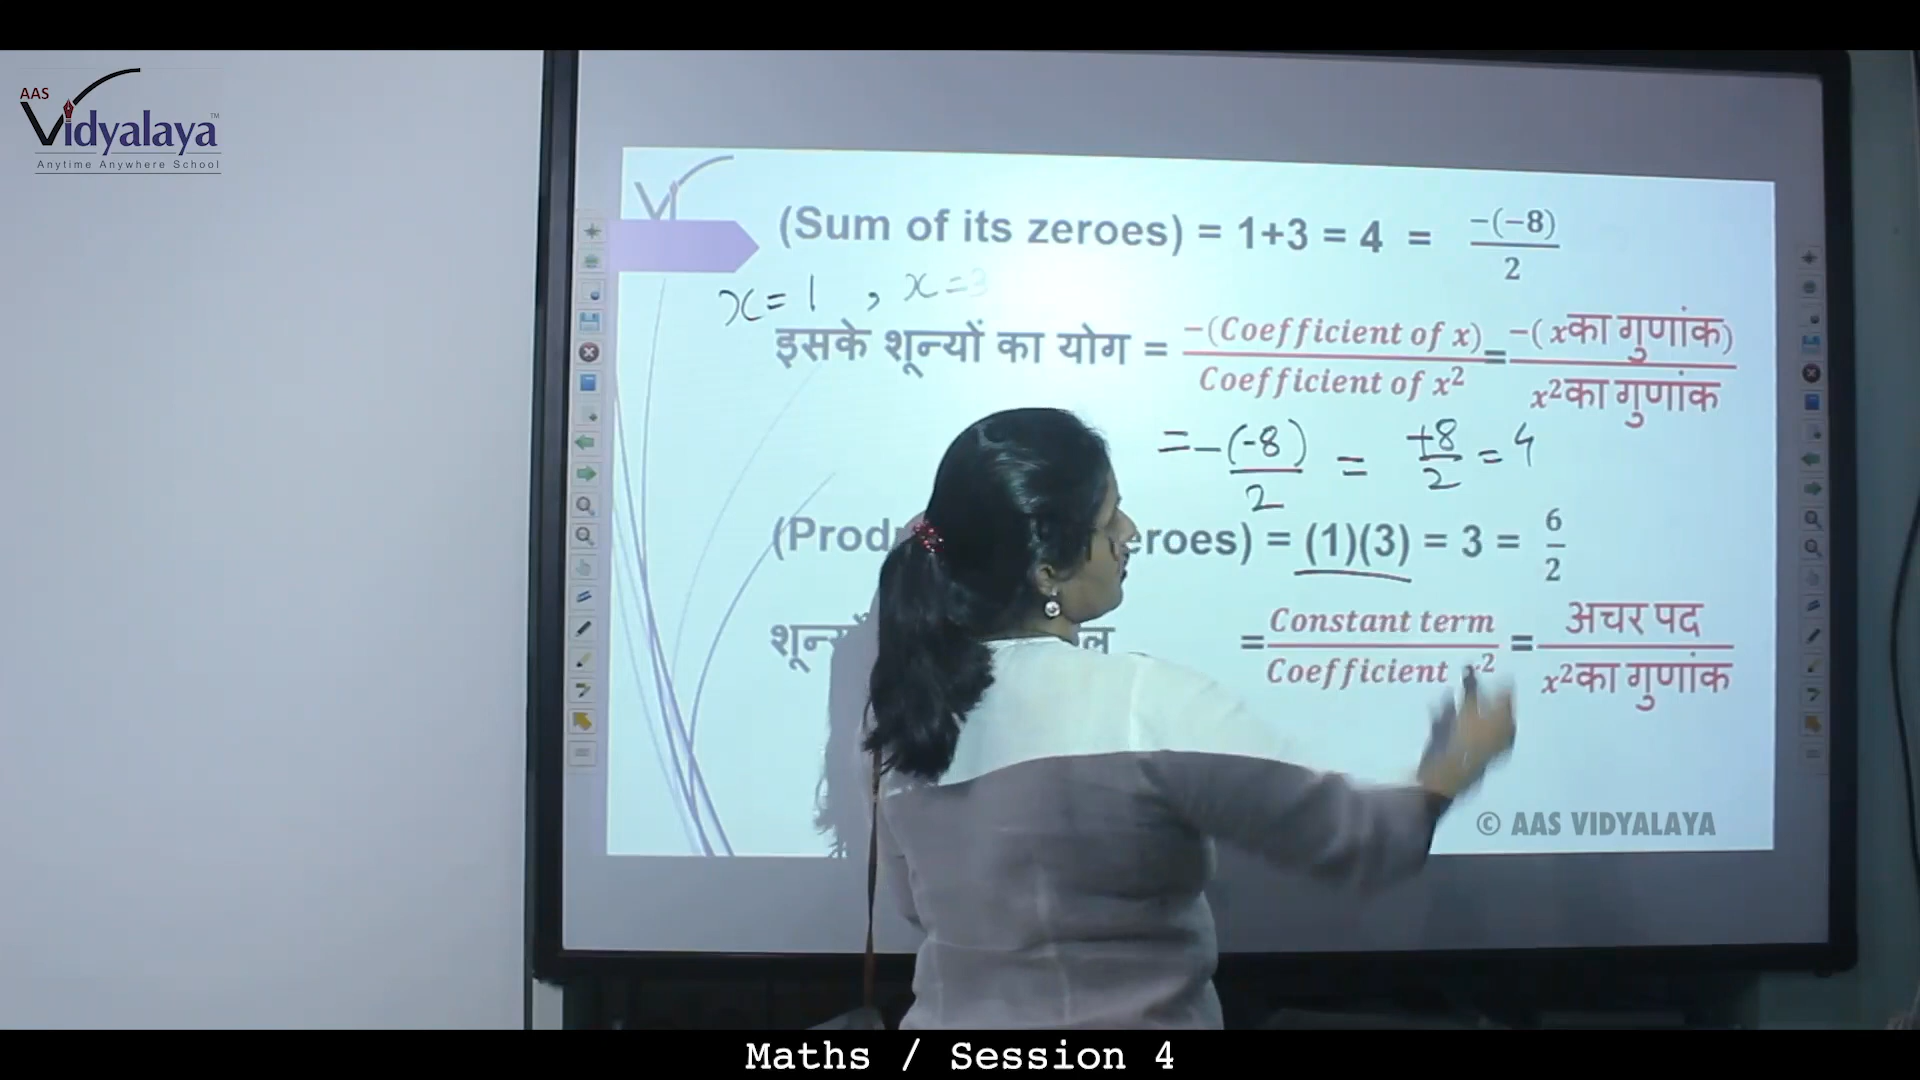 AAS
Vidyalaya™
Anytime Anywhere School
(Sum of its zeroes) = 1+3 = 4 = −(−8)/2
x = 1 , x = 3
इसके शून्यों का योग = −(Coefficient of x)/Coefficient of x² = −( x का गुणांक)/x² का गुणांक
= −(−8)/2 = +8/2 = 4
eroes) = (1)(3) = 3 = 6/2
= Constant term/Coefficient x² = अचर पद/x² का गुणांक
© AAS VIDYALAYA
Maths / Session 4